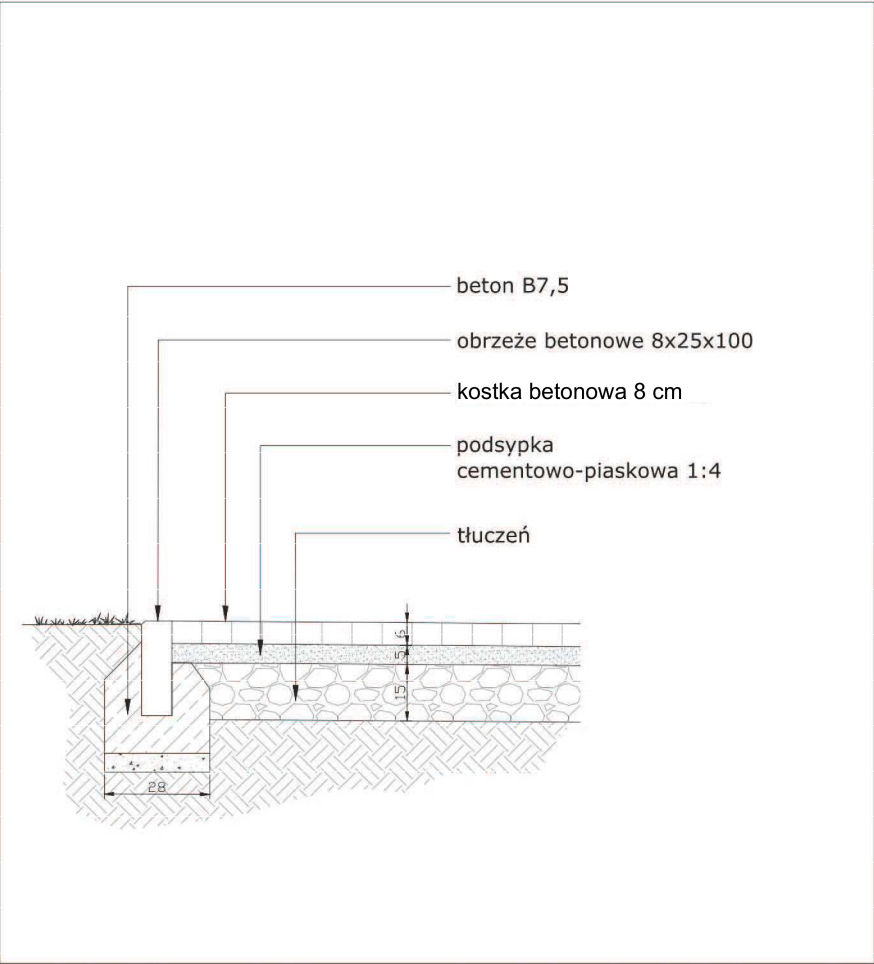 beton B7,5
obrzeże betonowe 8x25x100
kostka betonowa 8 cm
podsypka
cementowo-piaskowa 1:4
tłuczeń
6
5
15
28